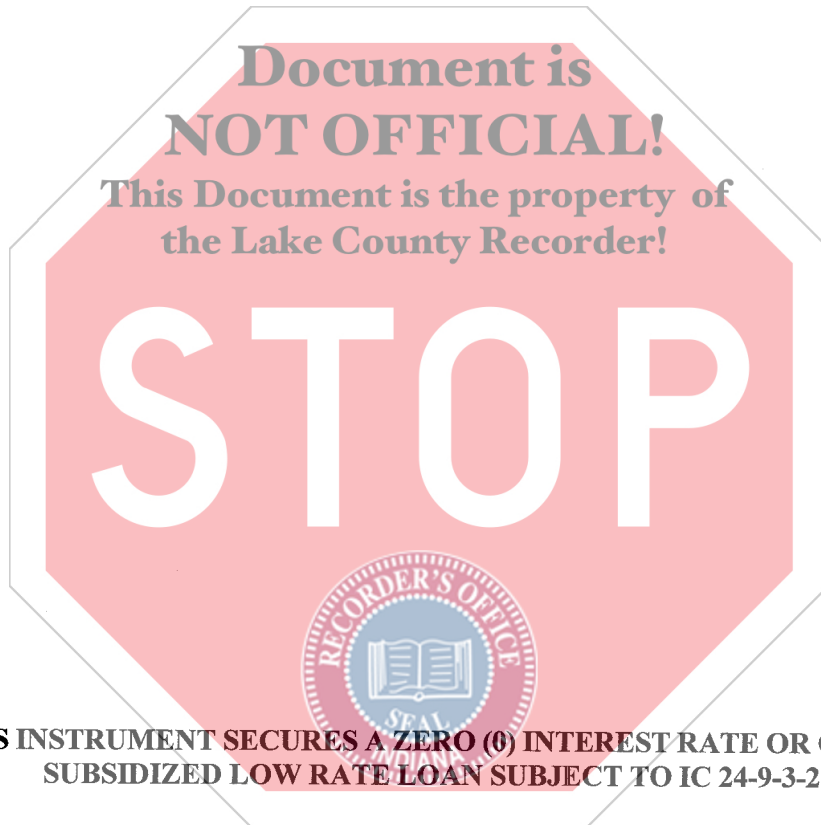 Document is
NOT OFFICIAL!
This Document is the property of
the Lake County Recorder!
STOP
RECORDER'S OFFICE
SEAL
INDIANA
INSTRUMENT SECURES A ZERO (0) INTEREST RATE OR
SUBSIDIZED LOW RATE LOAN SUBJECT TO IC 24-9-3-2